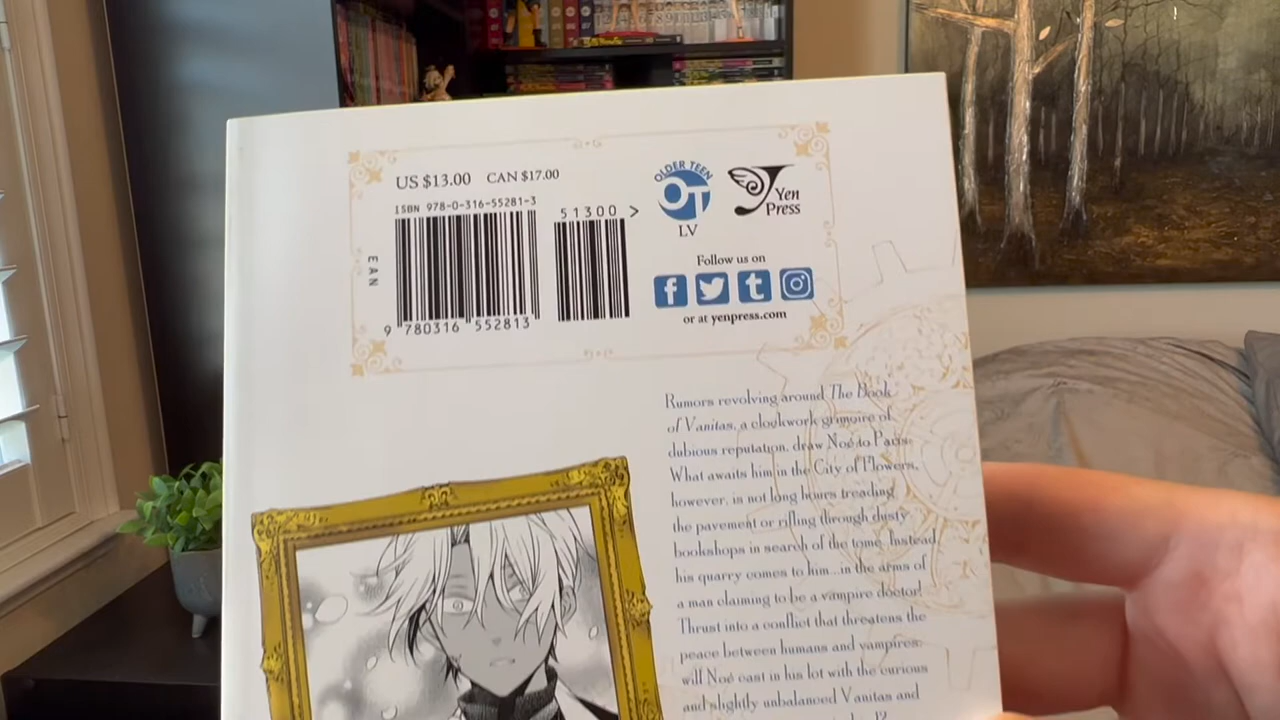 US $13.00 CAN $17.00
ISBN 978-0-316-55281-3
51300 >
EAN
9 780316 552813
OLDER TEEN
OT
LV
Yen
Press
Follow us on
or at yenpress.com
Rumors revolving around The Book
of Vanitas, a clockwork grimoire of
dubious reputation, draw Noé to Paris.
What awaits him in the City of Flowers,
however, is not long hours treading
the pavement or rifling through dusty
bookshops in search of the tome. Instead,
his quarry comes to him...in the arms of
a man claiming to be a vampire doctor!
Thrust into a conflict that threatens the
peace between humans and vampires,
will Noé cast in his lot with the curious
and slightly unbalanced Vanitas and